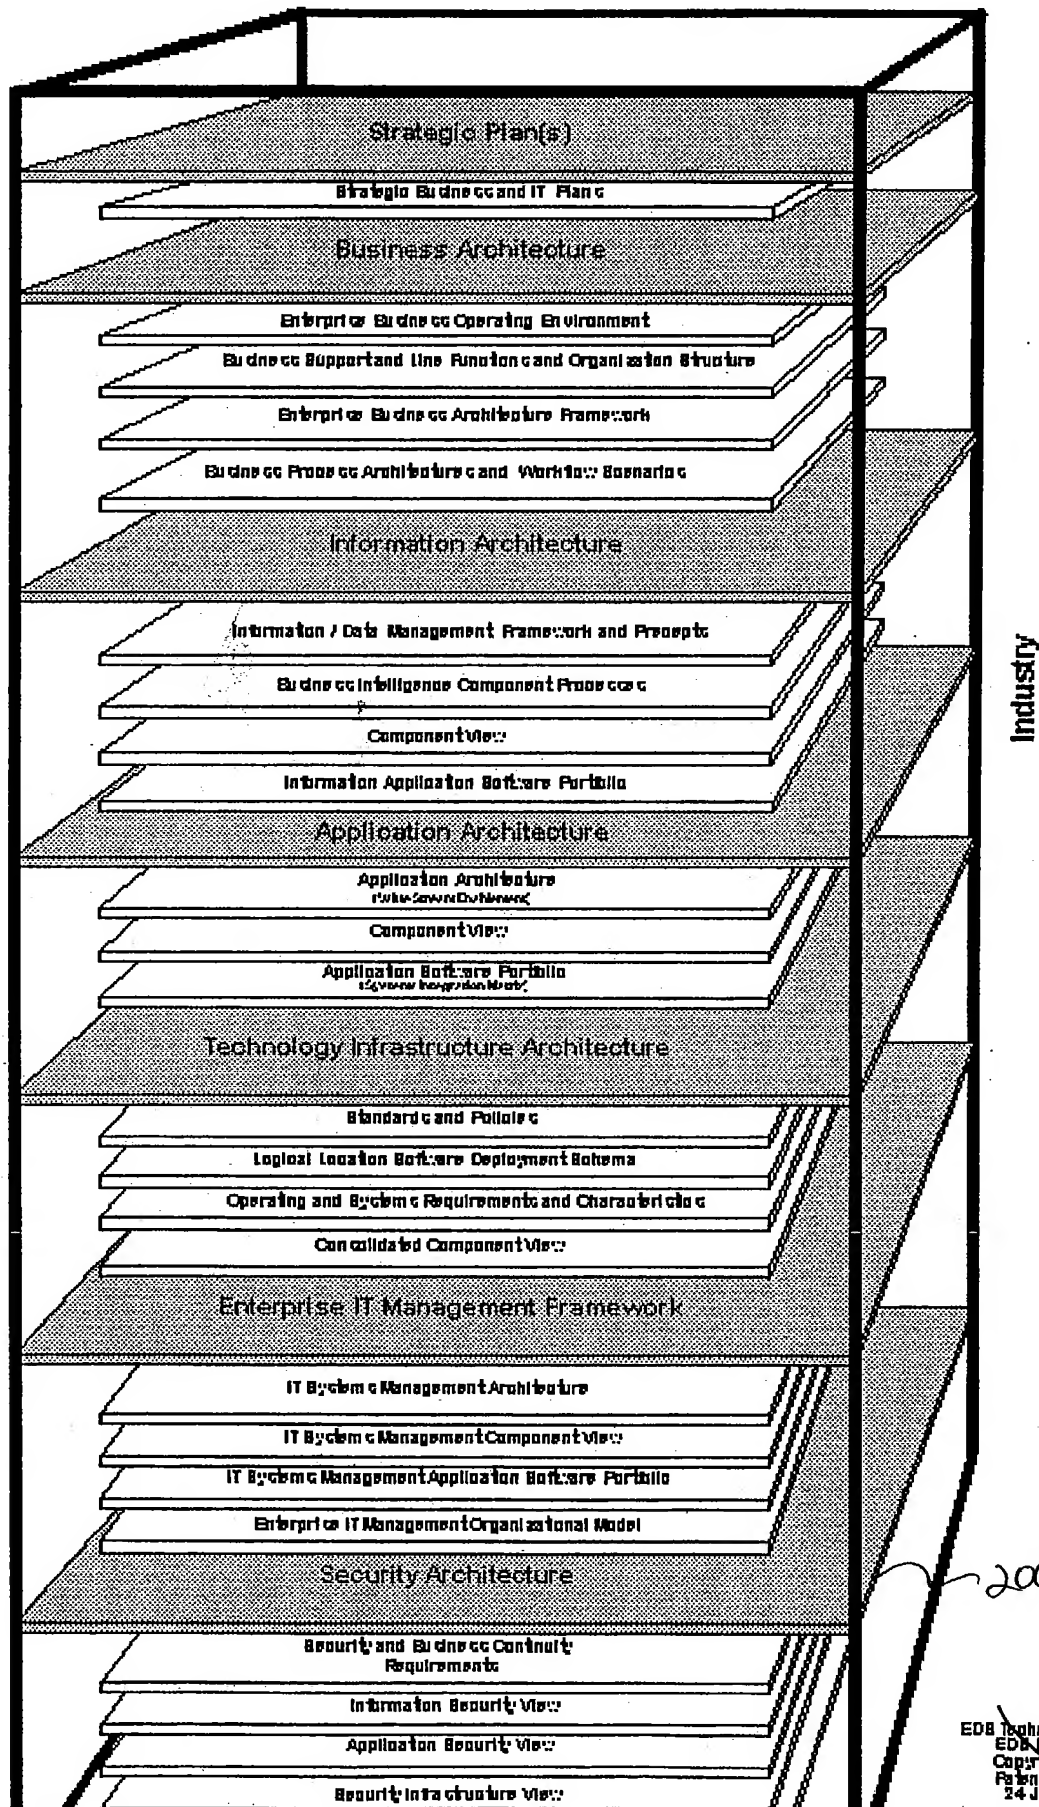 Strategic Plan(s)
Strategic Business and IT Plans
Business Architecture
Enterprise Business Operating Environment
Business Support and Line Functions and Organization Structure
Enterprise Business Architecture Framework
Business Process Architectures and Workflow Scenarios
Information Architecture
Information / Data Management Framework and Precepts
Business Intelligence Component Processes
Component View
Information Application Software Portfolio
Application Architecture
Application Architecture
Component View
Application Software Portfolio
Technology Infrastructure Architecture
Standards and Policies
Logical Location Software Deployment Schema
Operating and Systems Requirements and Characteristics
Consolidated Component View
Enterprise IT Management Framework
IT Systems Management Architecture
IT Systems Management Component View
IT Systems Management Application Software Portfolio
Enterprise IT Management Organizational Model
Security Architecture
Security and Business Continuity
Requirements
Information Security View
Application Security View
Security Infrastructure View
Industry
200
EDS
EDS
24 J